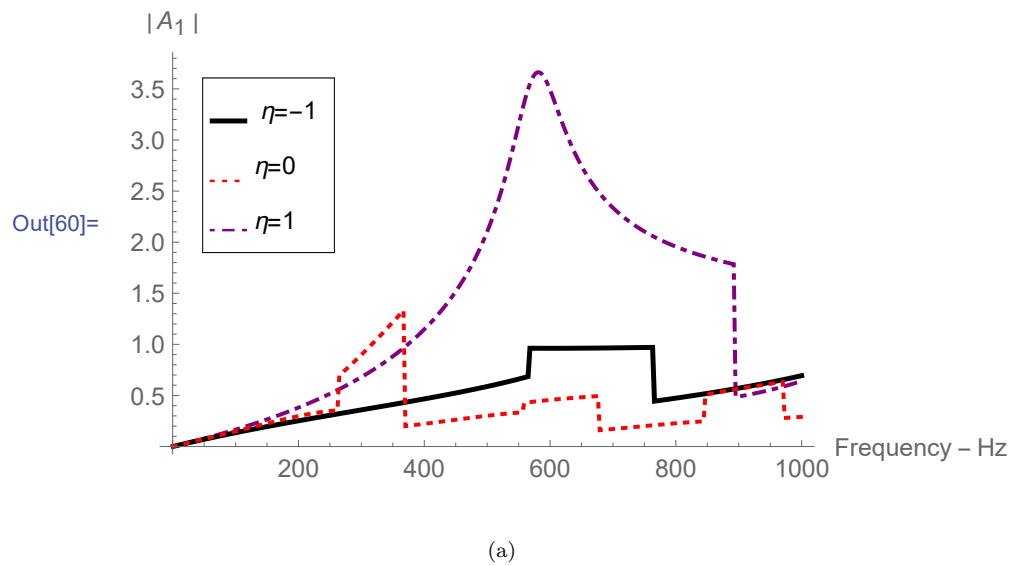 | A1 |
3.5
3.0
2.5
2.0
1.5
1.0
0.5
η=−1
η=0
η=1
Out[60]=
200 400 600 800 1000
Frequency − Hz
(a)